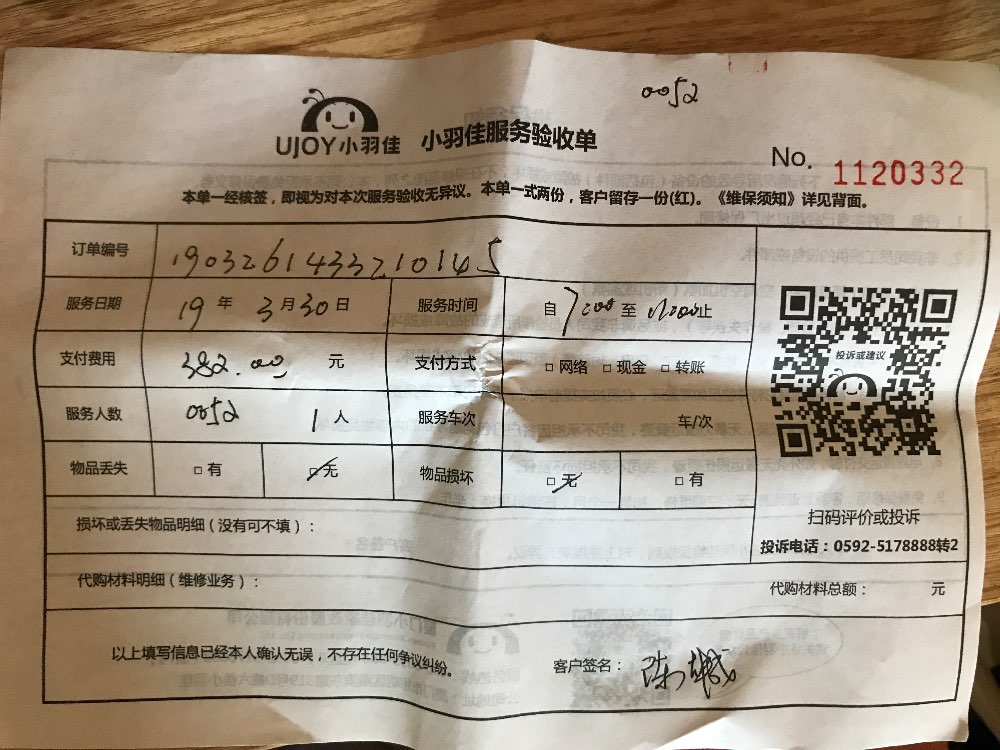 0052
UJOY小羽佳 小羽佳服务验收单
No. 1120332
本单一经核签，即视为对本次服务验收无异议。本单一式两份，客户留存一份(红)。《维保须知》详见背面。
订单编号 19032614333210145
服务日期 19 年 3 月 30 日 服务时间 自 至 止
支付费用 382.00 元 支付方式 □ 网络 □ 现金 □ 转账
投诉或建议
服务人数 0052 1 人 服务车次 车/次
物品丢失 □ 有 □ 无 物品损坏 □ 无 □ 有
扫码评价或投诉
损坏或丢失物品明细（没有可不填）：
投诉电话：0592-5178888转2
代购材料明细（维修业务）： 代购材料总额： 元
以上填写信息已经本人确认无误，不存在任何争议纠纷。 客户签名：